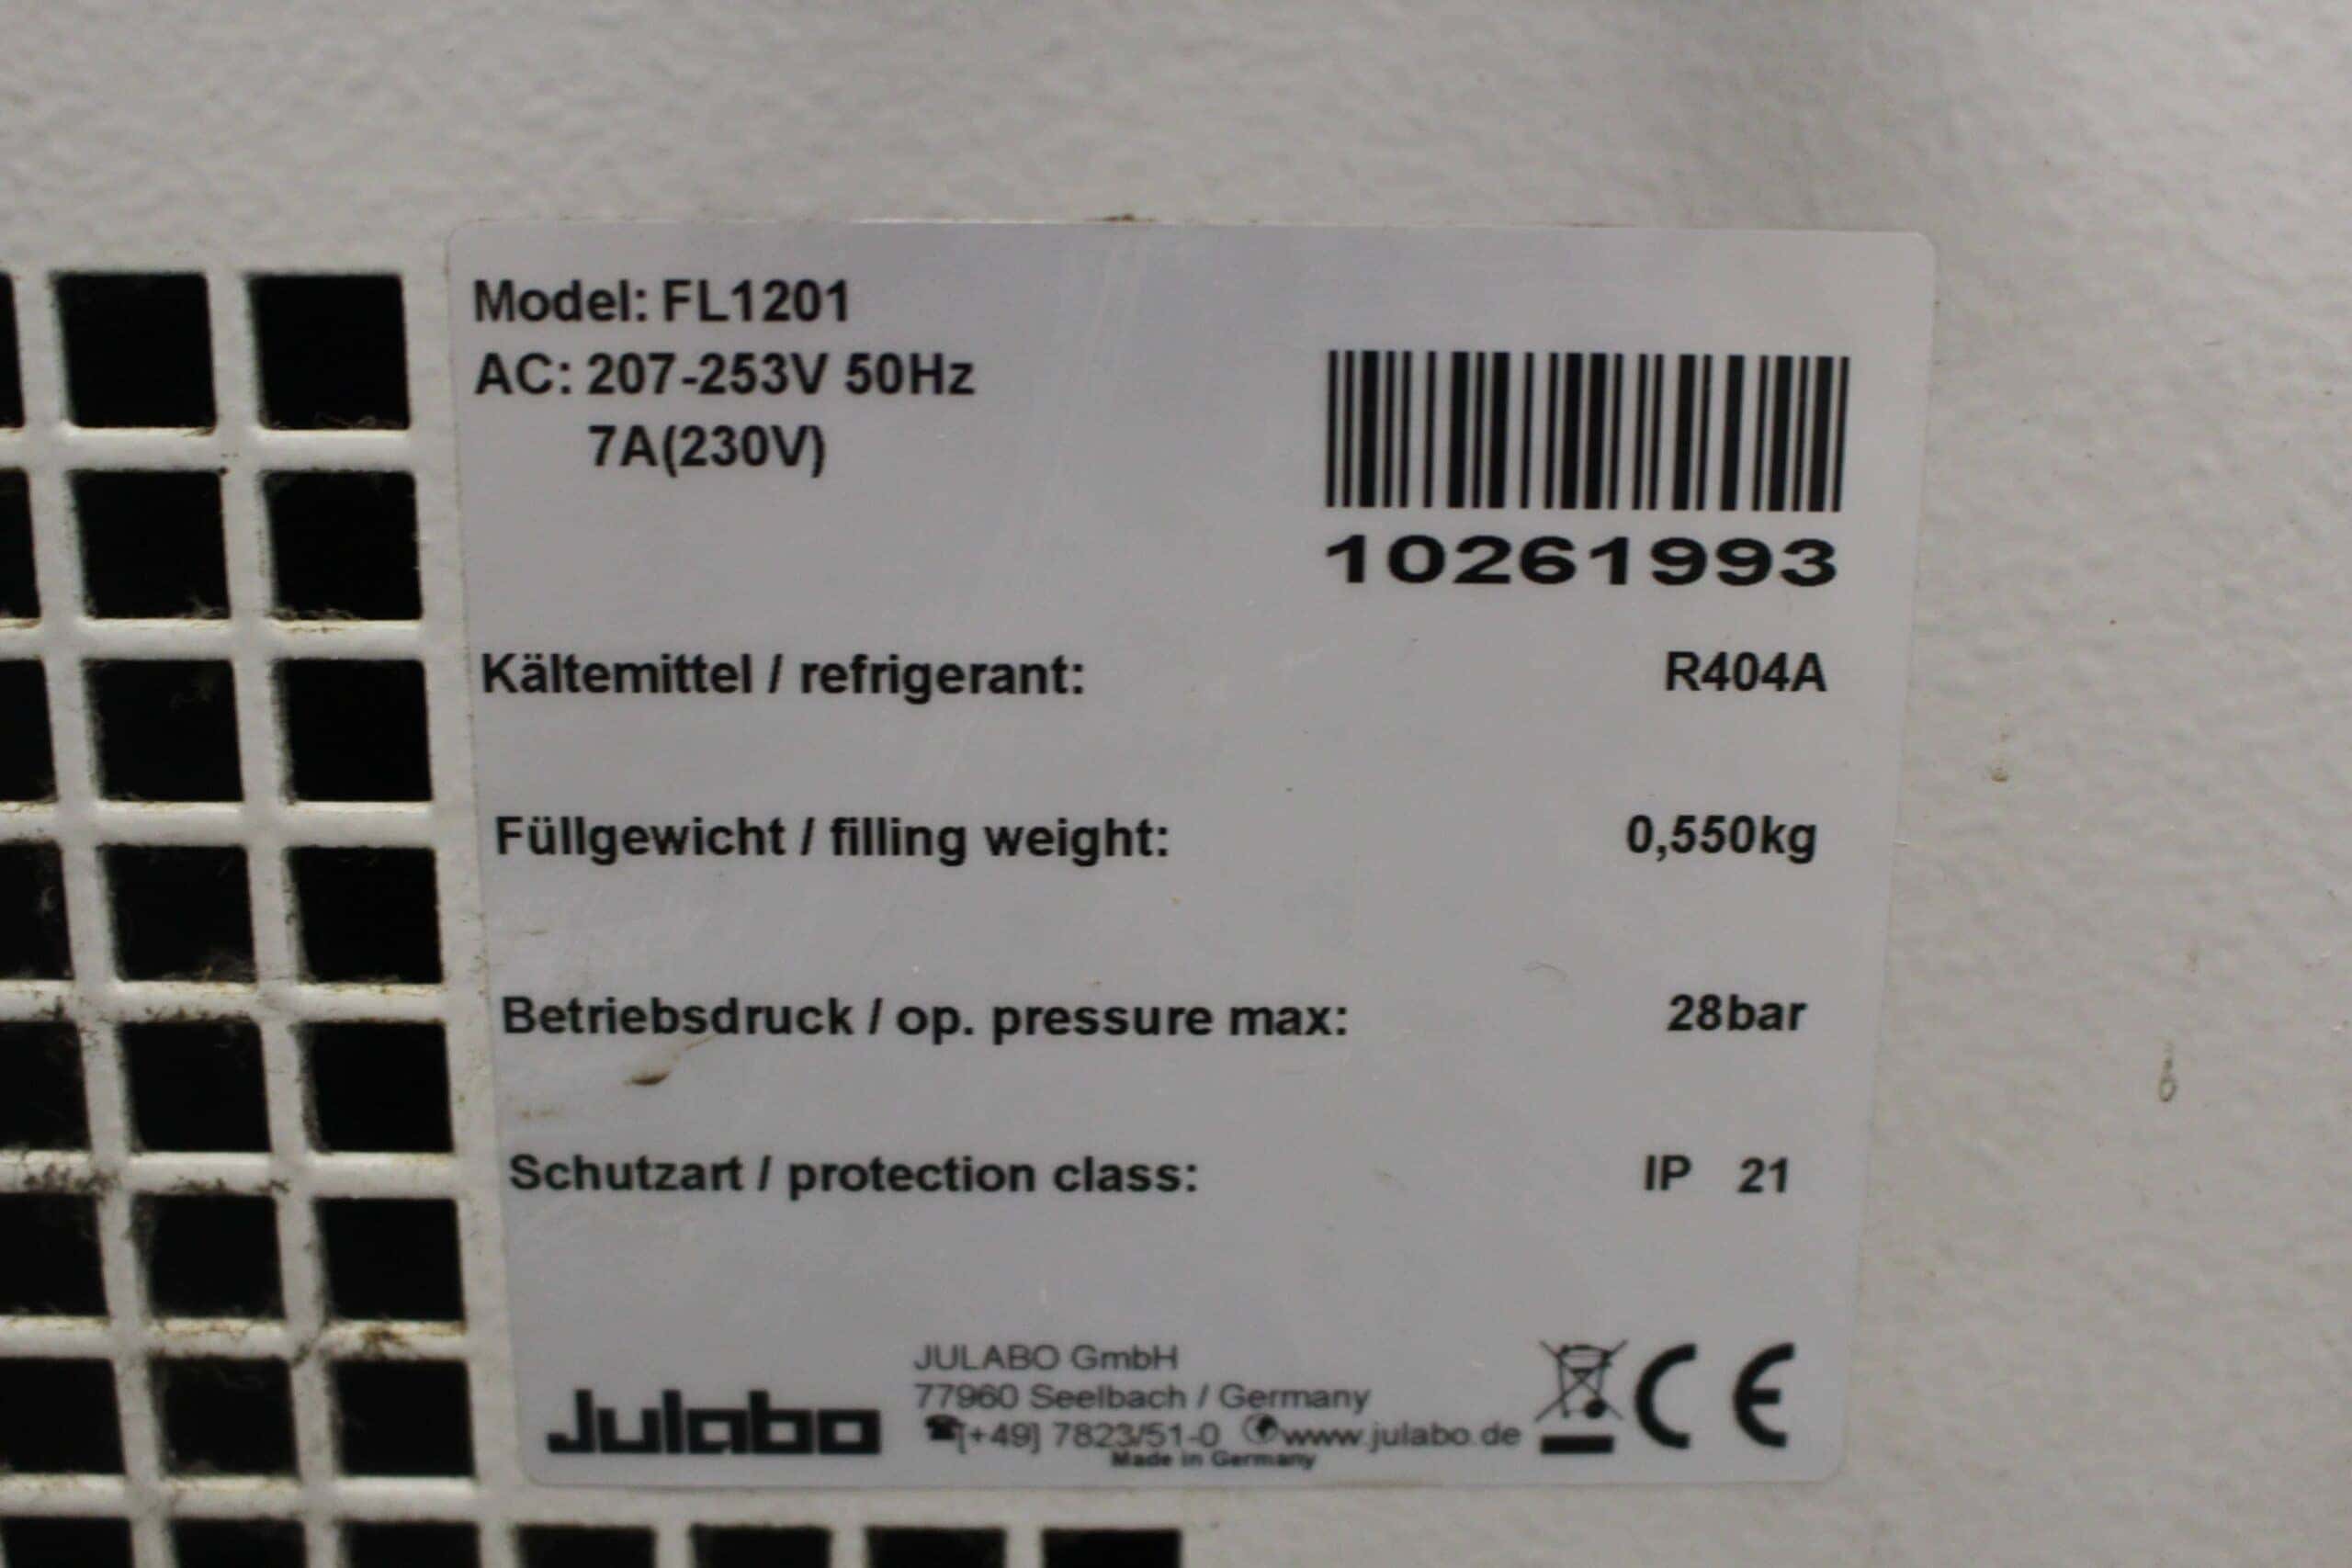 Model: FL1201
AC: 207-253V 50Hz
7A(230V)
10261993
Kältemittel / refrigerant: R404A
Füllgewicht / filling weight: 0,550kg
Betriebsdruck / op. pressure max: 28bar
Schutzart / protection class: IP 21
Julabo
JULABO GmbH
77960 Seelbach / Germany
☎[+49] 7823/51-0 www.julabo.de
Made in Germany
CE